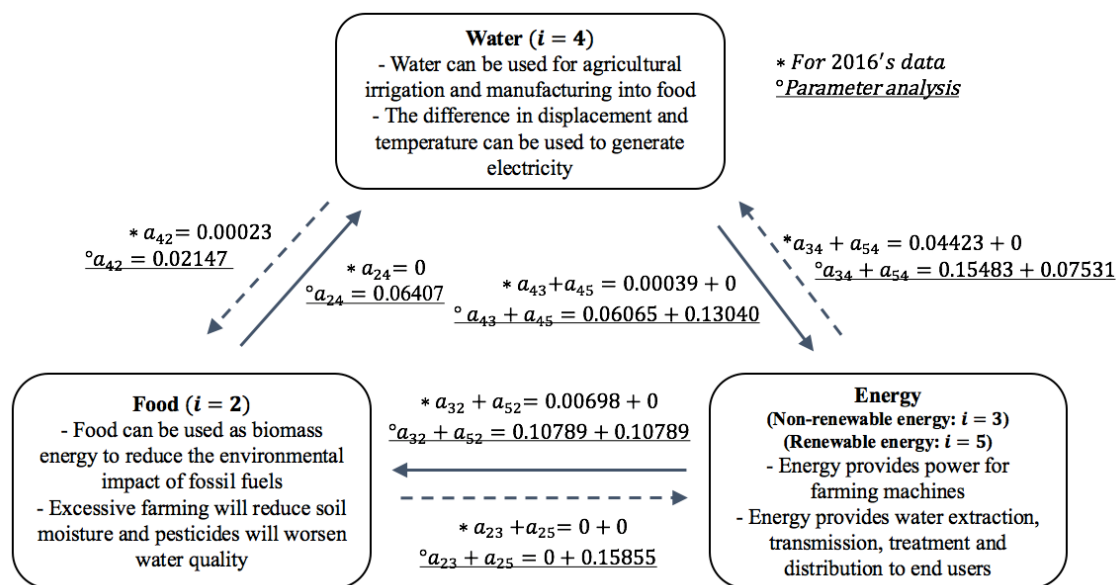 Water (i = 4)
- Water can be used for agricultural
irrigation and manufacturing into food
- The difference in displacement and
temperature can be used to generate
electricity
* For 2016's data
°Parameter analysis
* a₄₂= 0.00023
°a₄₂ = 0.02147
* a₂₄= 0
°a₂₄ = 0.06407
* a₄₃+a₄₅ = 0.00039 + 0
° a₄₃ + a₄₅ = 0.06065 + 0.13040
*a₃₄ + a₅₄ = 0.04423 + 0
°a₃₄ + a₅₄ = 0.15483 + 0.07531
Food (i = 2)
- Food can be used as biomass
energy to reduce the environmental
impact of fossil fuels
- Excessive farming will reduce soil
moisture and pesticides will worsen
water quality
* a₃₂ + a₅₂= 0.00698 + 0
°a₃₂ + a₅₂ = 0.10789 + 0.10789
* a₂₃ +a₂₅= 0 + 0
°a₂₃ + a₂₅ = 0 + 0.15855
Energy
(Non-renewable energy: i = 3)
(Renewable energy: i = 5)
- Energy provides power for
farming machines
- Energy provides water extraction,
transmission, treatment and
distribution to end users